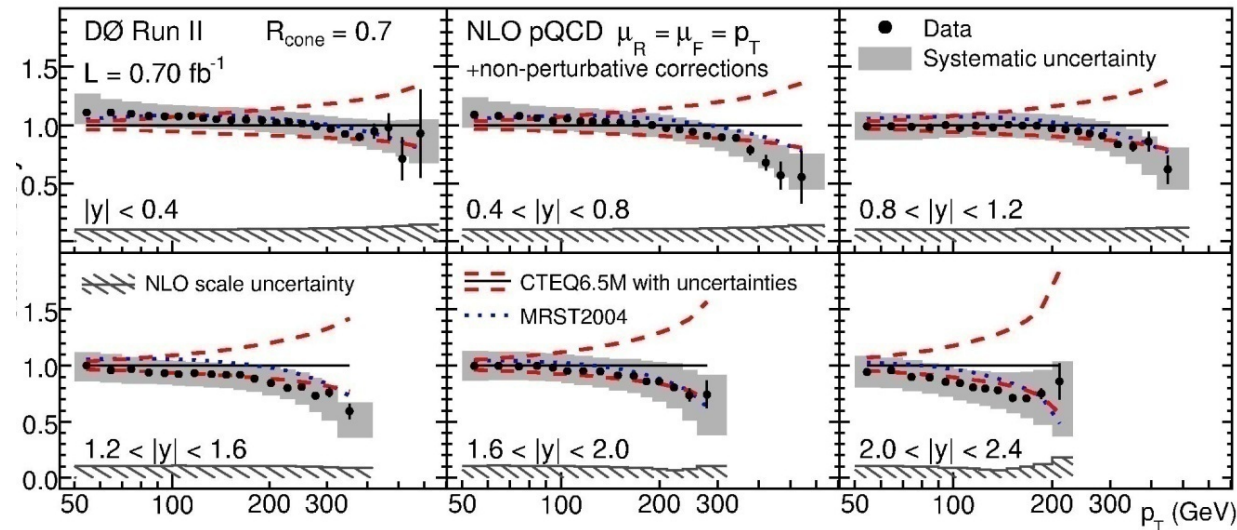 DØ Run II R_cone = 0.7
L = 0.70 fb⁻¹
NLO pQCD μ_R = μ_F = p_T
+non-perturbative corrections
Data
Systematic uncertainty
1.5
1.0
0.5
|y| < 0.4
0.4 < |y| < 0.8
0.8 < |y| < 1.2
NLO scale uncertainty
CTEQ6.5M with uncertainties
MRST2004
1.5
1.0
0.5
0.0
1.2 < |y| < 1.6
1.6 < |y| < 2.0
2.0 < |y| < 2.4
50 100 200 300 50 100 200 300 50 100 200 300 p_T (GeV)